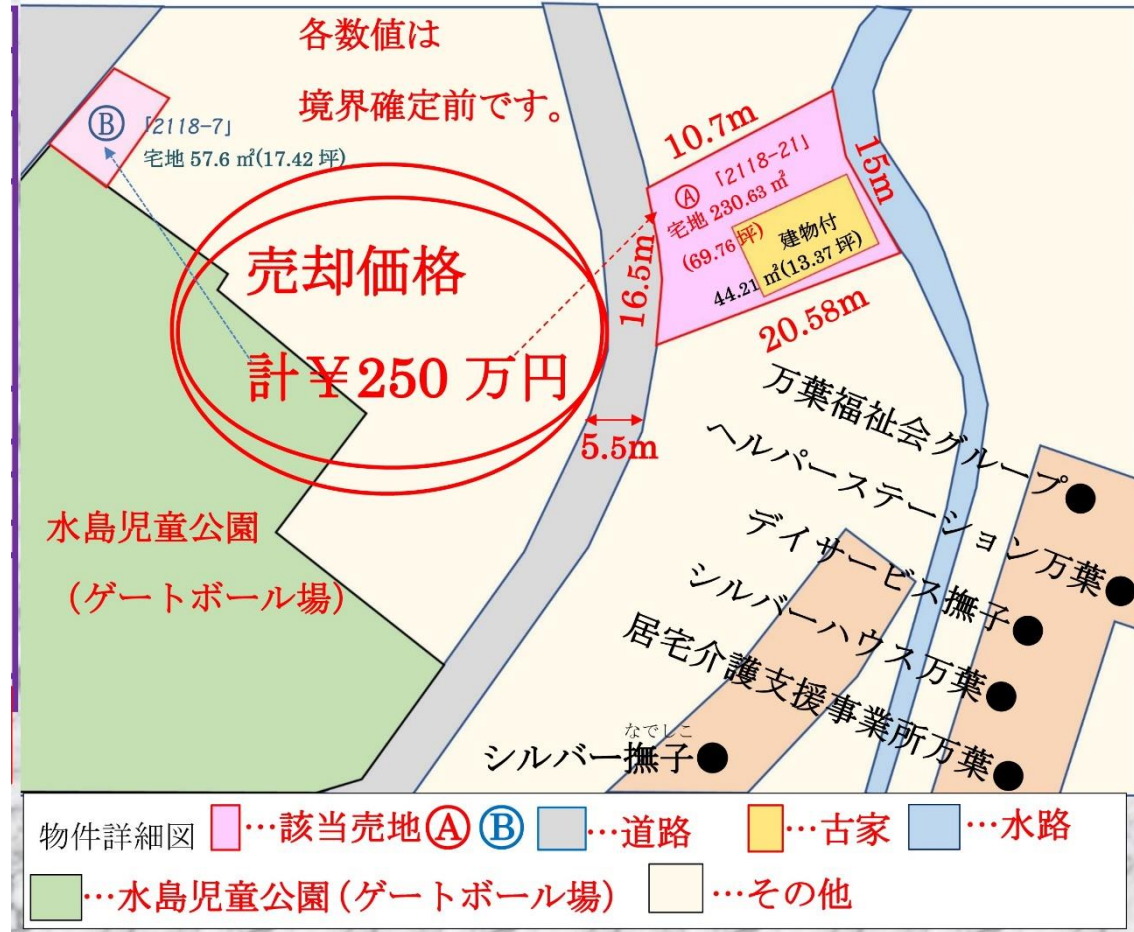 各数値は
境界確定前です。
Ⓑ「2118-7」
宅地 57.6 ㎡(17.42 坪)
10.7m
15m
Ⓐ「2118-21」
宅地 230.63 ㎡
(69.76 坪)
建物付
44.21 ㎡(13.37 坪)
16.5m
20.58m
売却価格
計￥250 万円
5.5m
水島児童公園
(ゲートボール場)
万葉福祉会グループ●
ヘルパーステーション万葉●
デイサービス撫子●
シルバーハウス万葉●
居宅介護支援事業所万葉●
なでしこ
シルバー撫子●
物件詳細図 …該当売地ⒶⒷ …道路 …古家 …水路
…水島児童公園(ゲートボール場) …その他